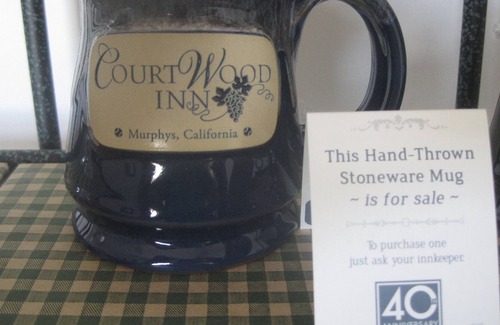 CourtWood
Inn
Murphys, California
This Hand-Thrown
Stoneware Mug
~ is for sale ~
To purchase one
just ask your innkeeper.
40
ANNIVERSARY